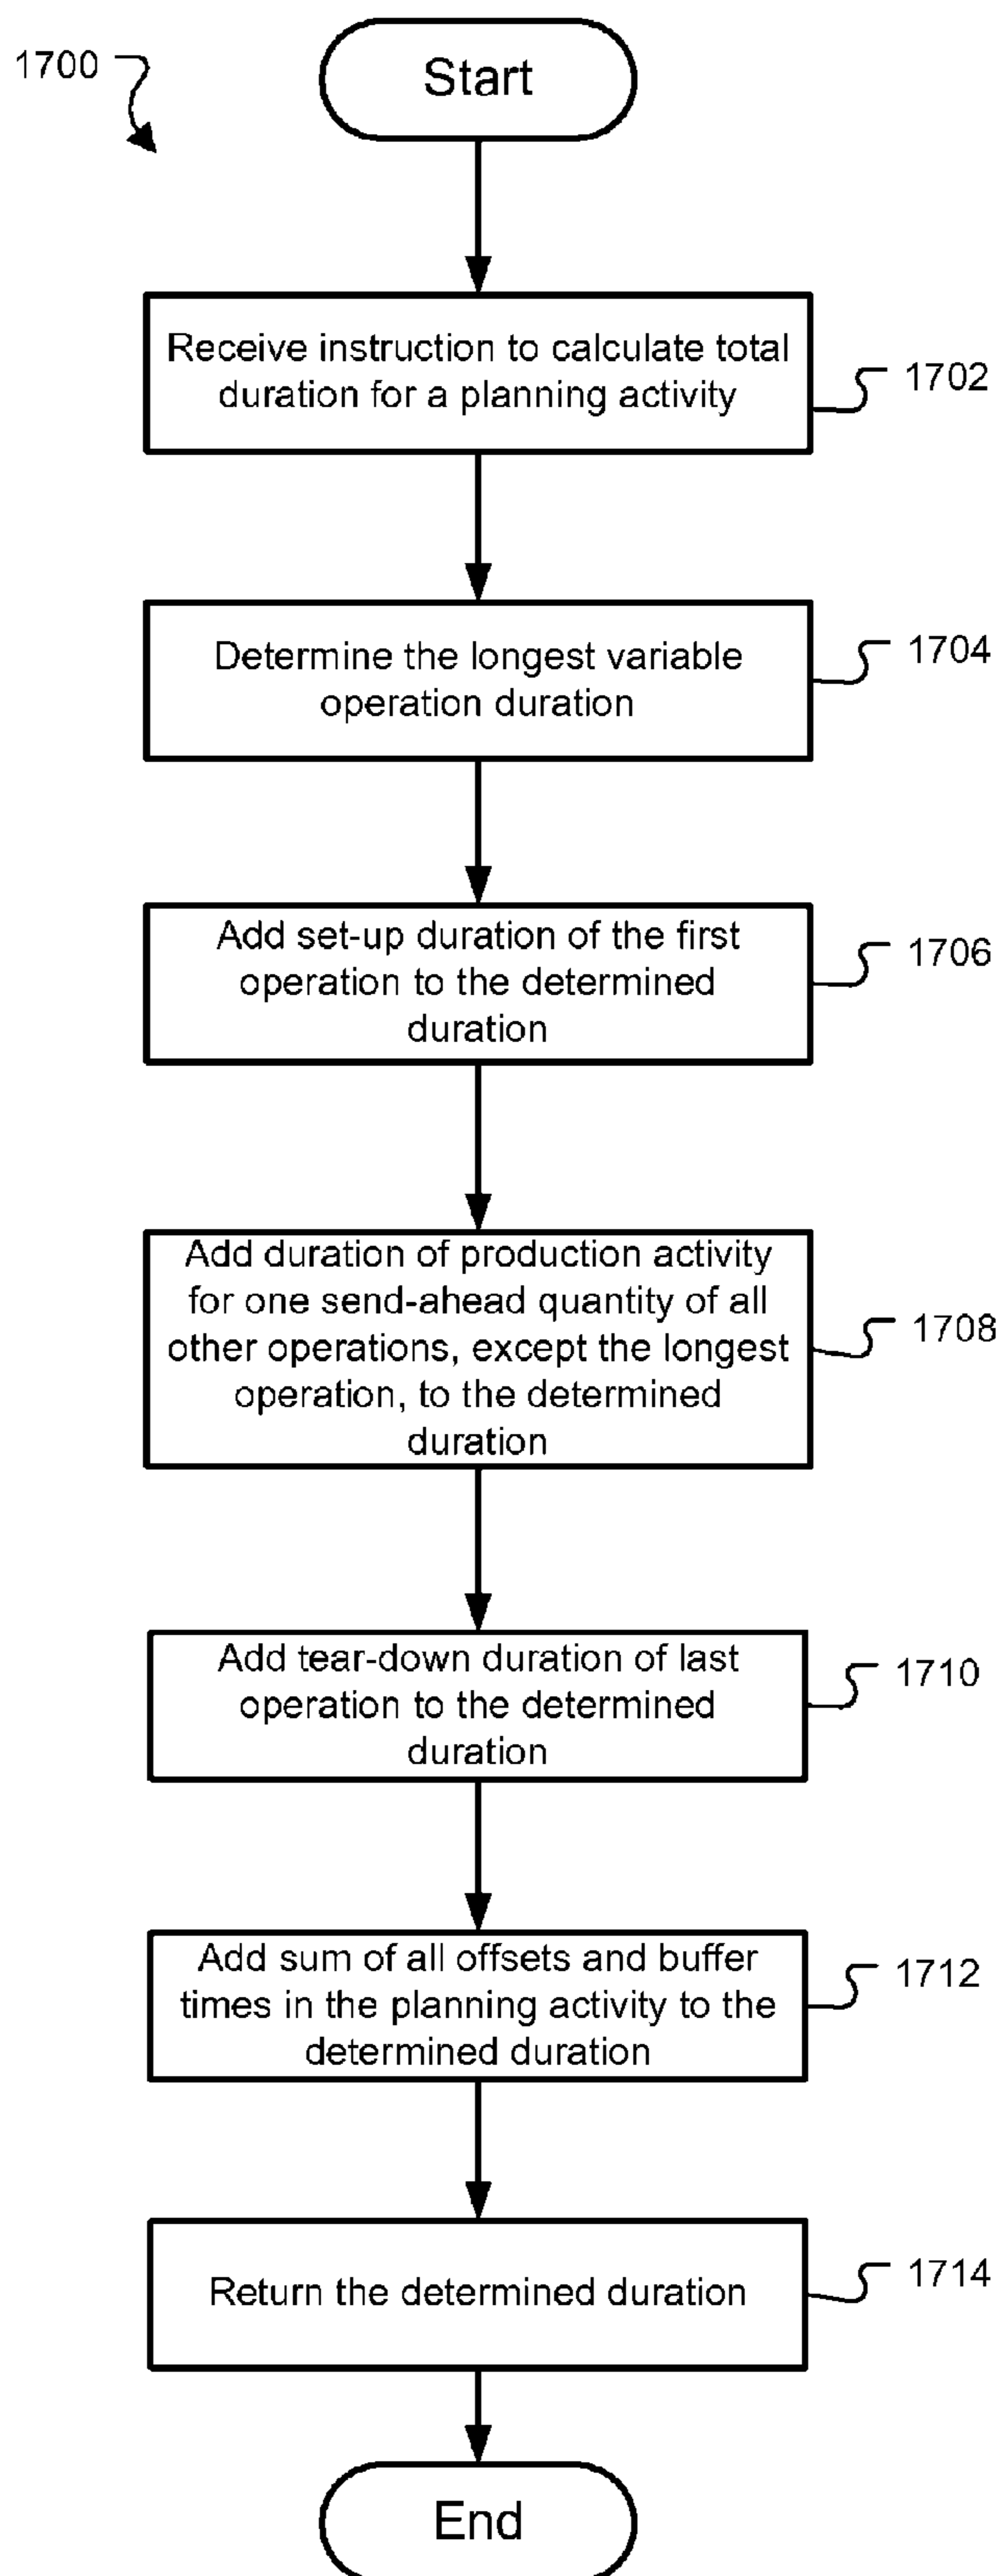 1700
Start
Receive instruction to calculate total
duration for a planning activity
1702
Determine the longest variable
operation duration
1704
Add set-up duration of the first
operation to the determined
duration
1706
Add duration of production activity
for one send-ahead quantity of all
other operations, except the longest
operation, to the determined
duration
1708
Add tear-down duration of last
operation to the determined
duration
1710
Add sum of all offsets and buffer
times in the planning activity to the
determined duration
1712
Return the determined duration
1714
End